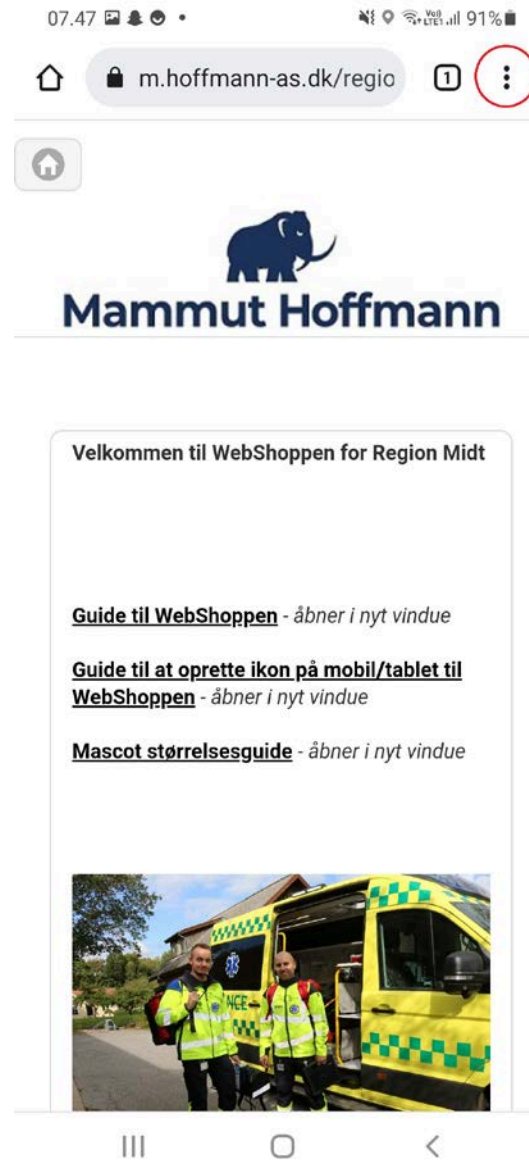 07.47
91%
m.hoffmann-as.dk/regio
1
Mammut Hoffmann
Velkommen til WebShoppen for Region Midt
Guide til WebShoppen - åbner i nyt vindue
Guide til at oprette ikon på mobil/tablet til
WebShoppen - åbner i nyt vindue
Mascot størrelsesguide - åbner i nyt vindue
NCE